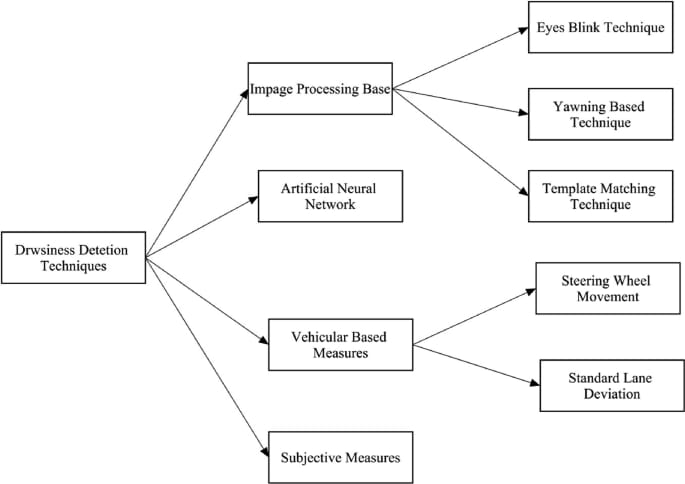 Eyes Blink Technique
Impage Processing Base
Yawning Based
Technique
Artificial Neural
Network
Template Matching
Technique
Drwsiness Detetion
Techniques
Steering Wheel
Movement
Vehicular Based
Measures
Standard Lane
Deviation
Subjective Measures